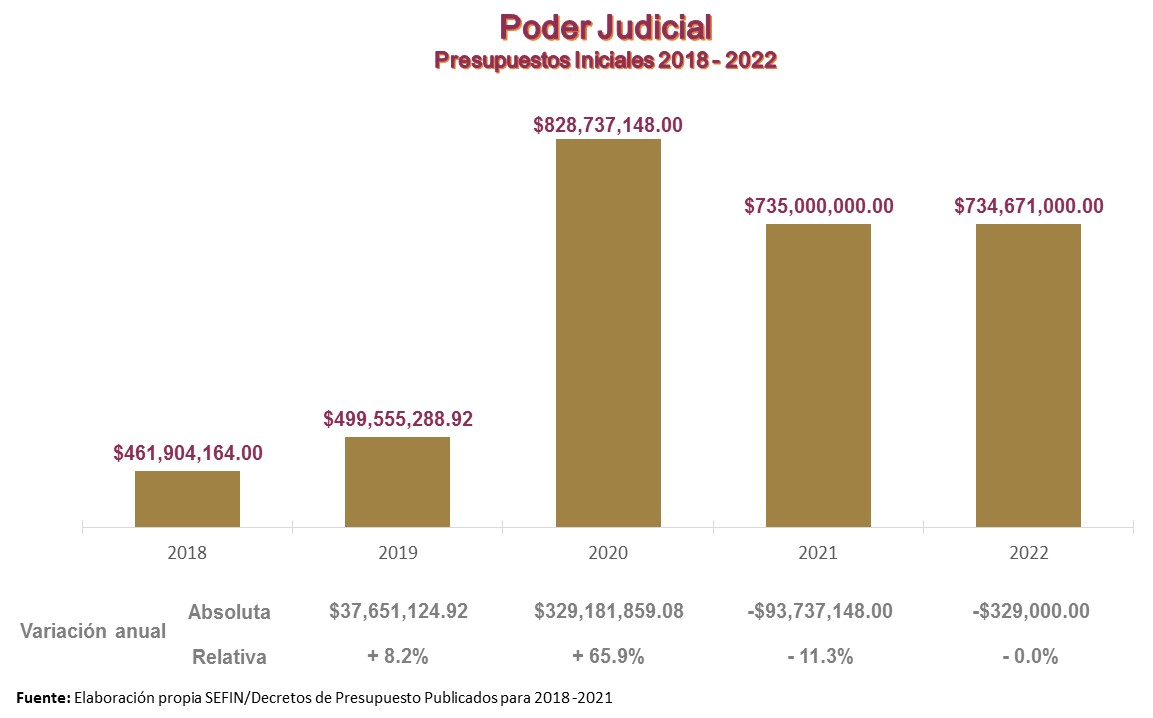 Poder Judicial
Presupuestos Iniciales 2018 - 2022
$828,737,148.00
$735,000,000.00
$734,671,000.00
$499,555,288.92
$461,904,164.00
2018 2019 2020 2021 2022
Absoluta $37,651,124.92 $329,181,859.08 -$93,737,148.00 -$329,000.00
Variación anual
Relativa + 8.2% + 65.9% - 11.3% - 0.0%
Fuente: Elaboración propia SEFIN/Decretos de Presupuesto Publicados para 2018 -2021